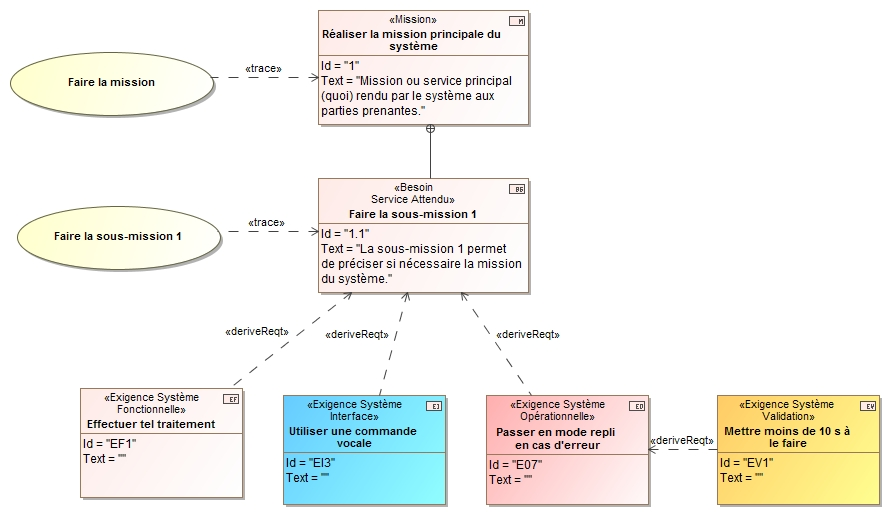 «Mission»
M
Réaliser la mission principale du
système
Id = "1"
Text = "Mission ou service principal
(quoi) rendu par le système aux
parties prenantes."
Faire la mission
«trace»
«Besoin
Service Attendu»
Faire la sous-mission 1
Id = "1.1"
Text = "La sous-mission 1 permet
de préciser si nécessaire la mission
du système."
Faire la sous-mission 1
«trace»
«deriveReqt»
«deriveReqt»
«deriveReqt»
«Exigence Système
Fonctionnelle»
EF
Effectuer tel traitement
Id = "EF1"
Text = ""
«Exigence Système
Interface»
EI
Utiliser une commande
vocale
Id = "EI3"
Text = ""
«Exigence Système
Opérationnelle»
EO
Passer en mode repli
en cas d'erreur
Id = "E07"
Text = ""
«deriveReqt»
«Exigence Système
Validation»
EV
Mettre moins de 10 s à
le faire
Id = "EV1"
Text = ""